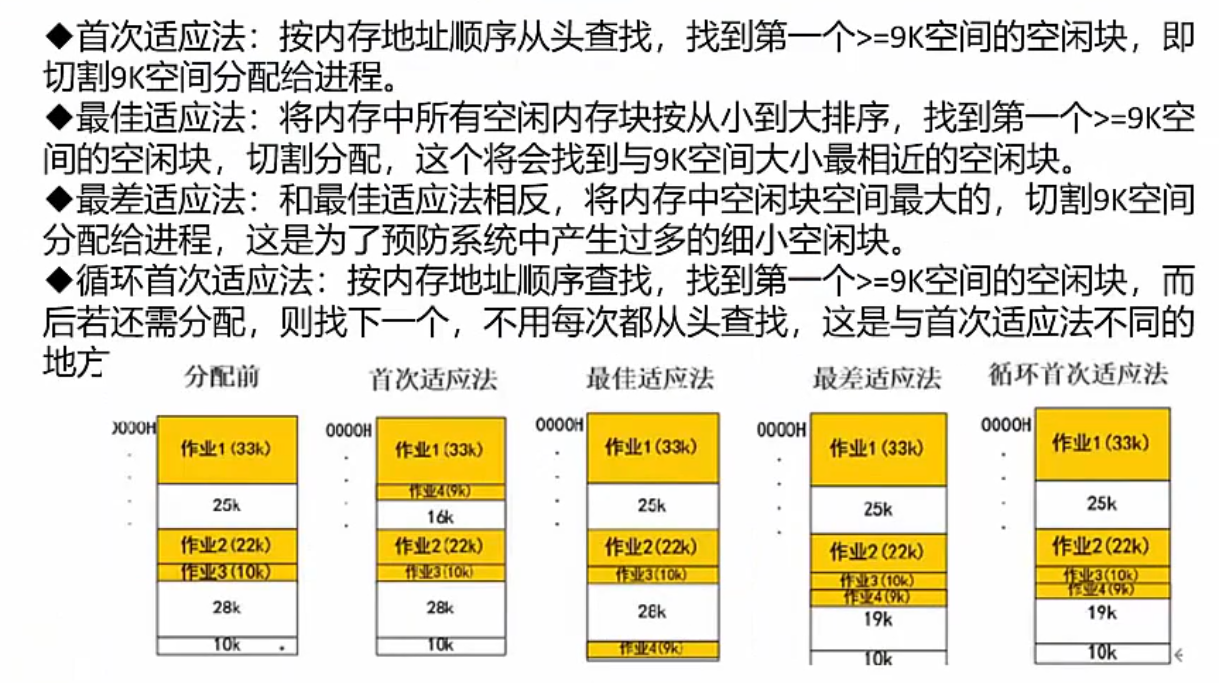 ◆首次适应法：按内存地址顺序从头查找，找到第一个>=9K空间的空闲块，即
切割9K空间分配给进程。
◆最佳适应法：将内存中所有空闲内存块按从小到大排序，找到第一个>=9K空
间的空闲块，切割分配，这个将会找到与9K空间大小最相近的空闲块。
◆最差适应法：和最佳适应法相反，将内存中空闲块空间最大的，切割9K空间
分配给进程，这是为了预防系统中产生过多的细小空闲块。
◆循环首次适应法：按内存地址顺序查找，找到第一个>=9K空间的空闲块，而
后若还需分配，则找下一个，不用每次都从头查找，这是与首次适应法不同的
地方
分配前
0000H
作业1(33k)
25k
作业2(22k)
作业3(10k)
28k
10k
首次适应法
0000H
作业1(33k)
作业4(9k)
16k
作业2(22k)
作业3(10k)
28k
10k
最佳适应法
0000H
作业1(33k)
25k
作业2(22k)
作业3(10k)
28k
作业4(9k)
最差适应法
0000H
作业1(33k)
25k
作业2(22k)
作业3(10k)
作业4(9k)
19k
10k
循环首次适应法
0000H
作业1(33k)
25k
作业2(22k)
作业3(10k)
作业4(9k)
19k
10k